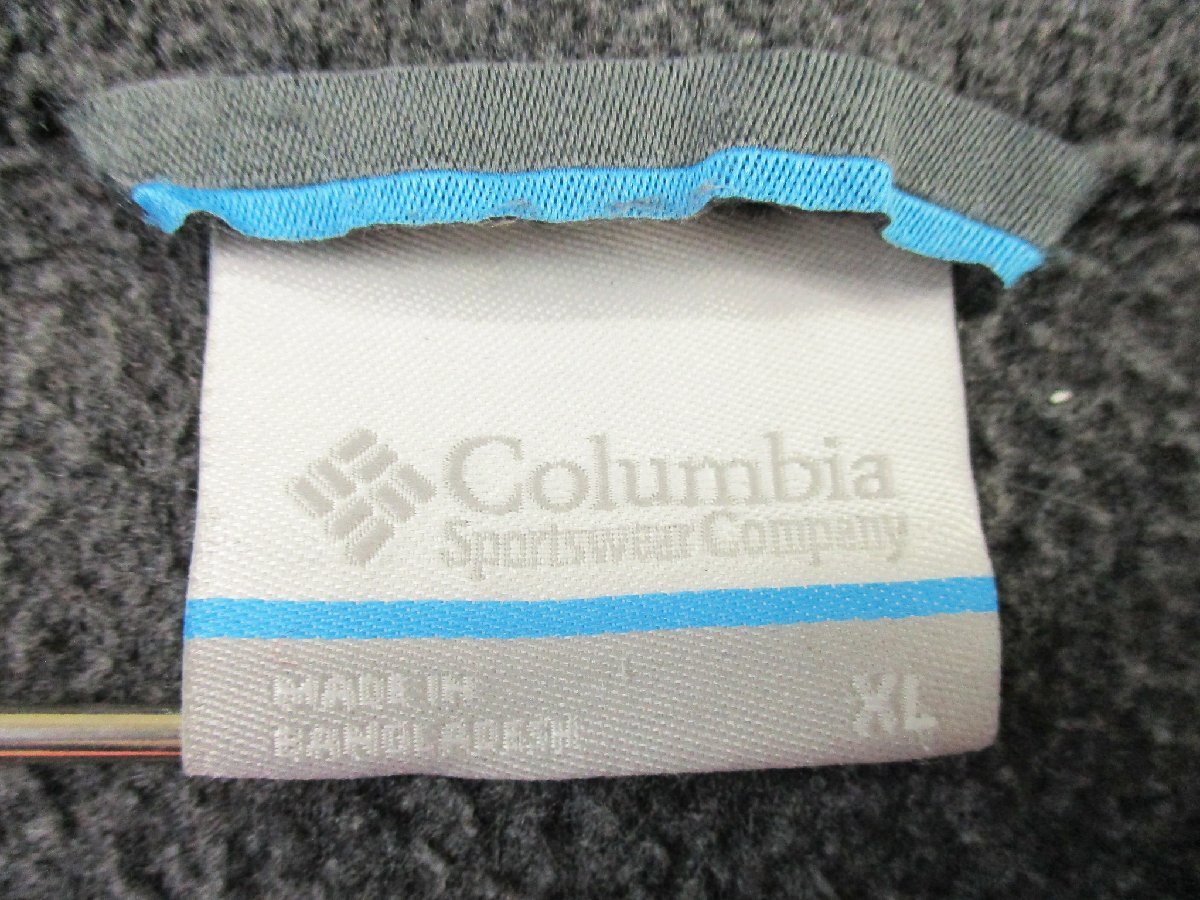 Columbia
Sportswear Company
MADE IN
BANGLADESH
XL